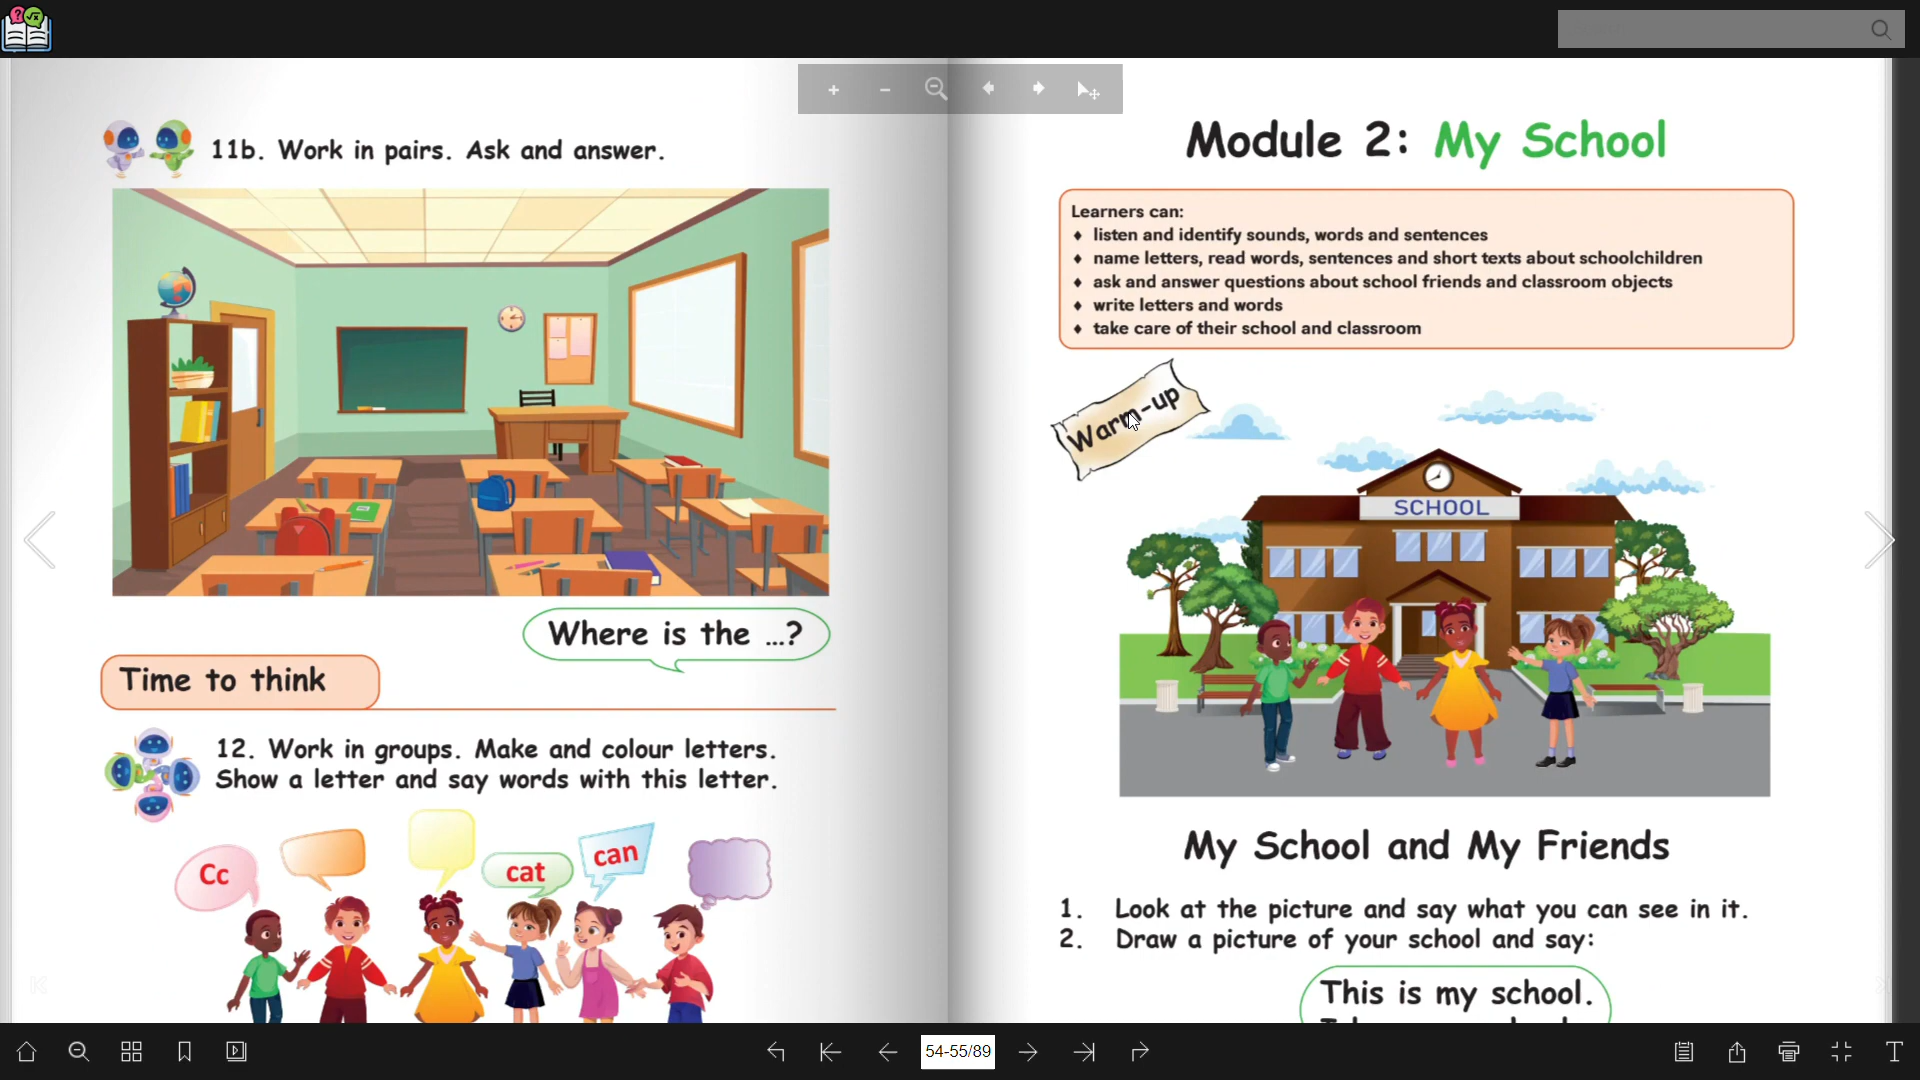 11b. Work in pairs. Ask and answer.
Where is the ...?
Time to think
12. Work in groups. Make and colour letters.
Show a letter and say words with this letter.
Cc
cat
can
Module 2: My School
Learners can:
♦ listen and identify sounds, words and sentences
♦ name letters, read words, sentences and short texts about schoolchildren
♦ ask and answer questions about school friends and classroom objects
♦ write letters and words
♦ take care of their school and classroom
Warm-up
SCHOOL
My School and My Friends
1. Look at the picture and say what you can see in it.
2. Draw a picture of your school and say:
This is my school.
54-55/89